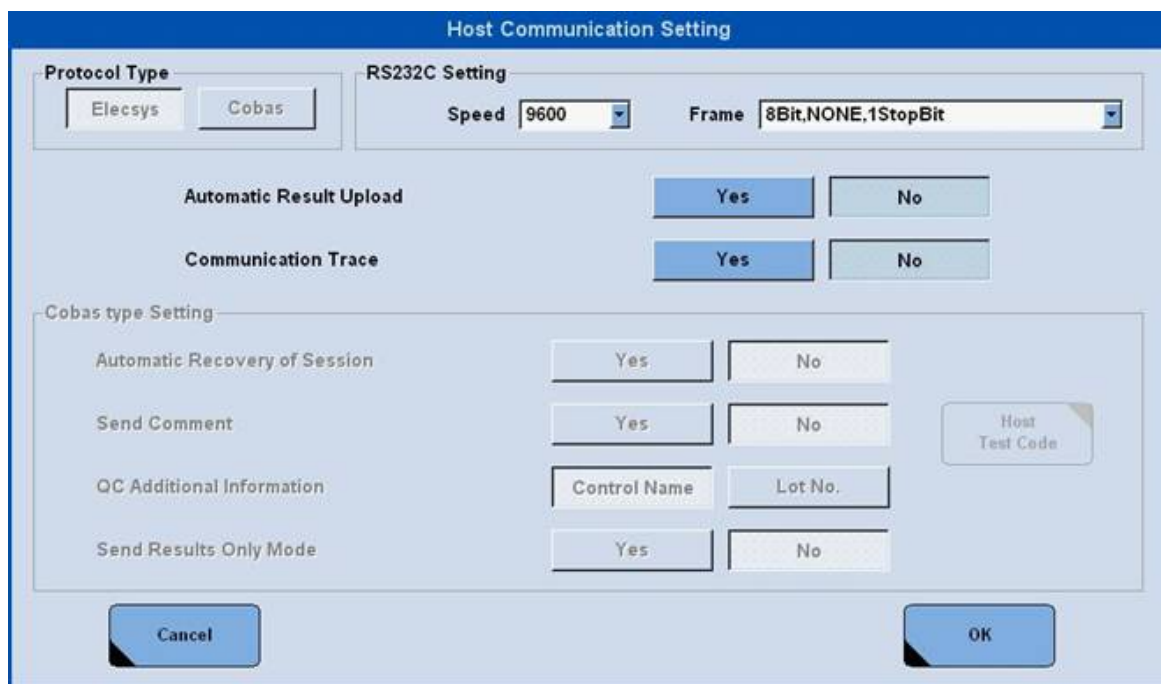 Host Communication Setting
Protocol Type
RS232C Setting
Elecsys Cobas
Speed 9600 Frame 8Bit,NONE,1StopBit
Automatic Result Upload Yes No
Communication Trace Yes No
Cobas type Setting
Automatic Recovery of Session Yes No
Send Comment Yes No
Host
Test Code
QC Additional Information Control Name Lot No.
Send Results Only Mode Yes No
Cancel OK